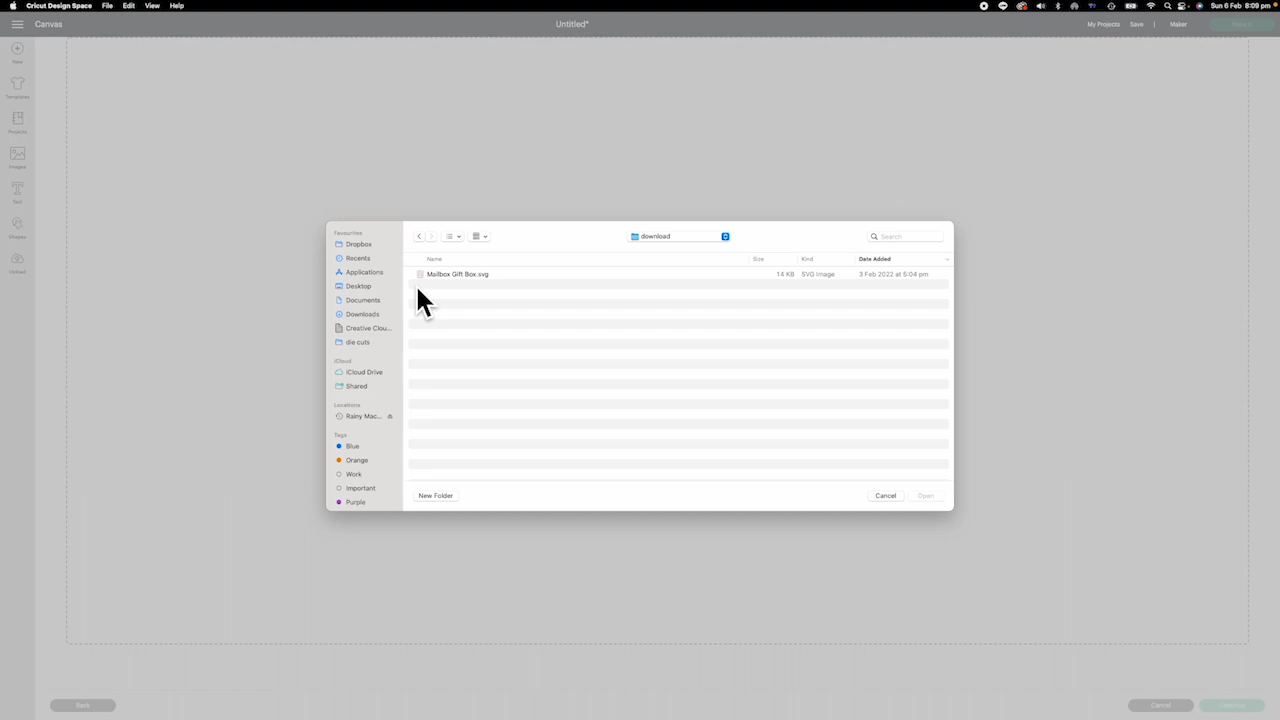 Cricut Design Space File Edit View Help Sun 6 Feb 8:09 pm
Canvas Untitled* My Projects Save | Maker
New
Templates
Projects
Images
Text
Shapes
Upload
Favourites
Dropbox
Recents
Applications
Desktop
Documents
Downloads
Creative Clou...
die cuts
iCloud
iCloud Drive
Shared
Locations
Rainy Mac...
Tags
Blue
Orange
Work
Important
Purple
download Search
Name Size Kind Date Added
Mailbox Gift Box.svg 14 KB SVG Image 3 Feb 2022 at 5:04 pm
New Folder Cancel Open
Back Cancel